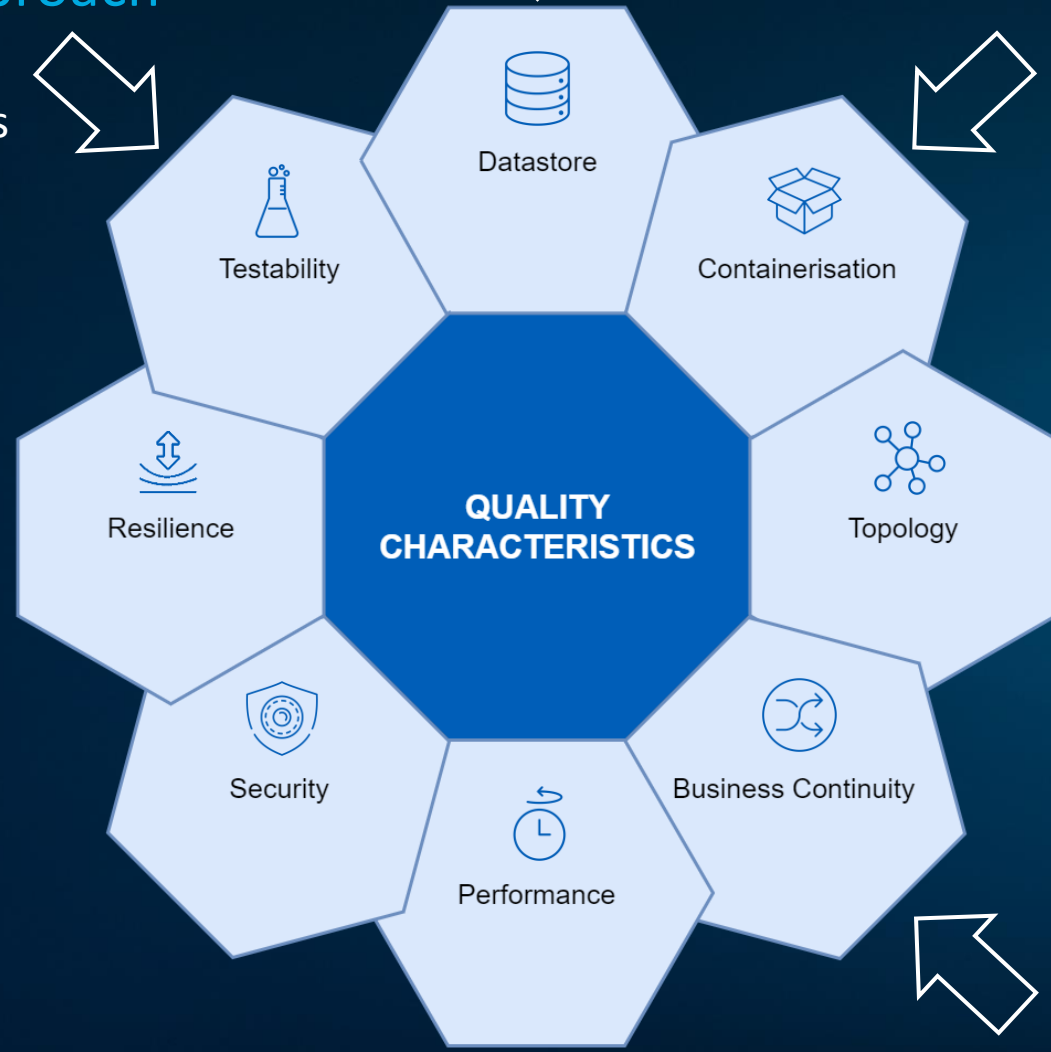 Datastore
Testability
Containerisation
Resilience
QUALITY
CHARACTERISTICS
Topology
Security
Business Continuity
Performance